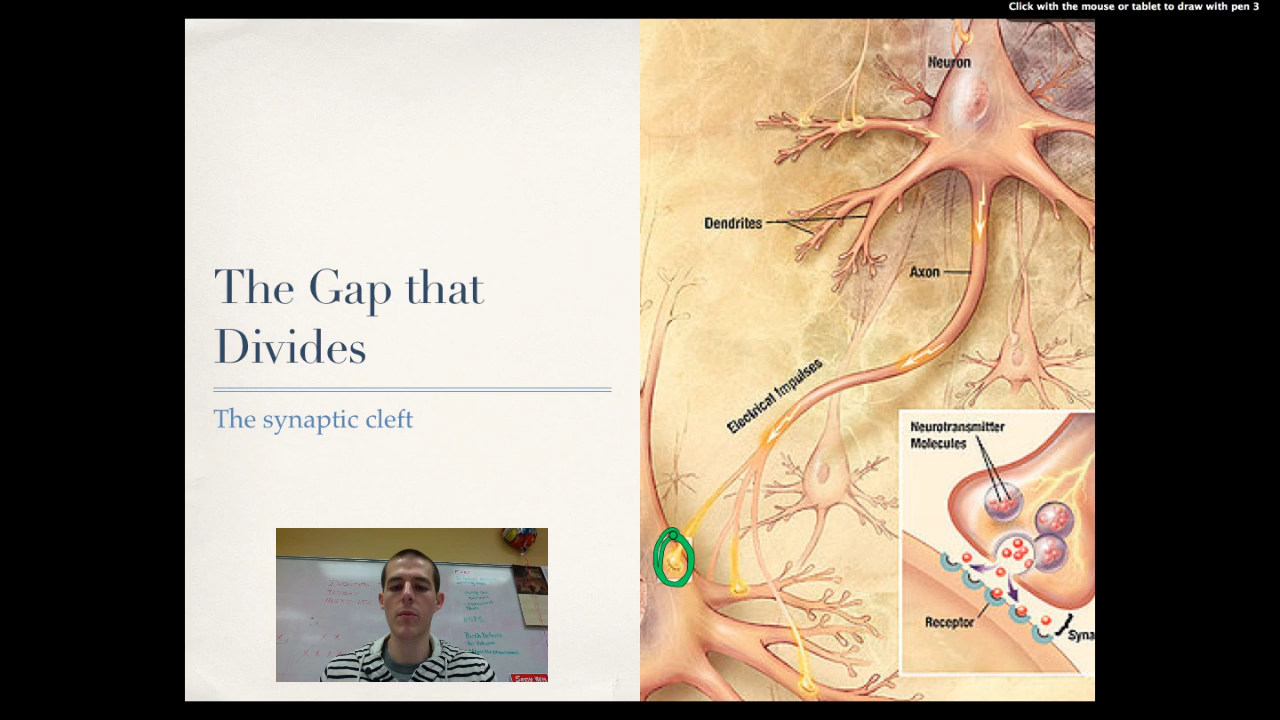 Click with the mouse or tablet to draw with pen 3
Neuron
Dendrites
Axon
The Gap that
Divides
Electrical Impulses
The synaptic cleft
Neurotransmitter
Molecules
Receptor
Syna